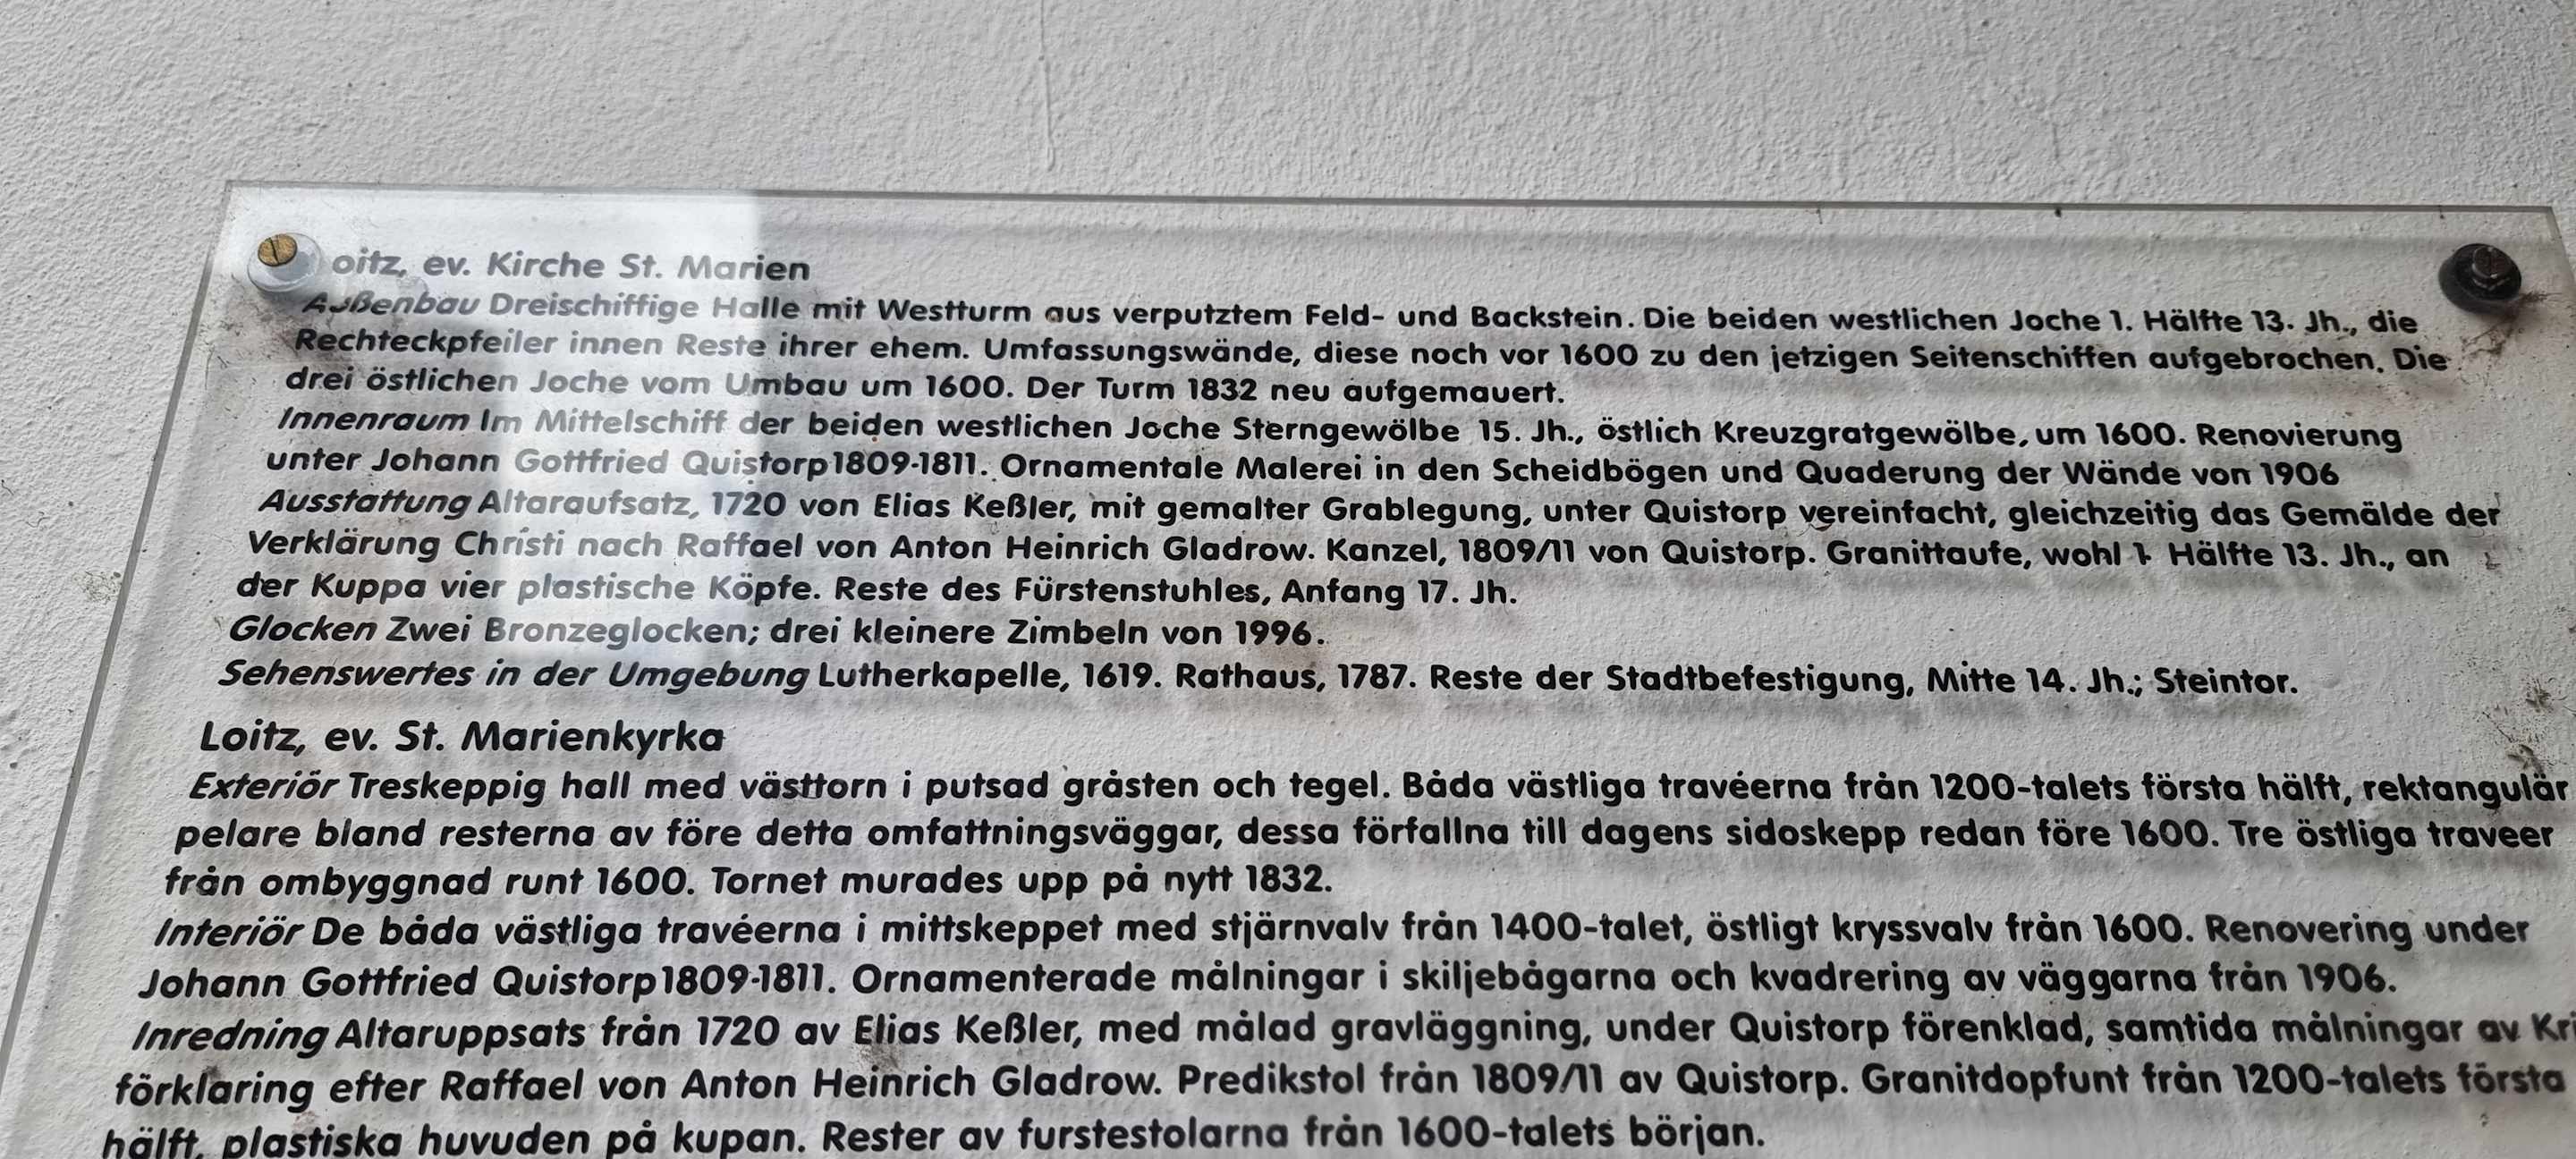 oitz, ev. Kirche St. Marien
Außenbau Dreischiffige Halle mit Westturm aus verputztem Feld- und Backstein. Die beiden westlichen Joche 1. Hälfte 13. Jh., die
Rechteckpfeiler innen Reste ihrer ehem. Umfassungswände, diese noch vor 1600 zu den jetzigen Seitenschiffen aufgebrochen. Die
drei östlichen Joche vom Umbau um 1600. Der Turm 1832 neu aufgemauert.
Innenraum Im Mittelschiff der beiden westlichen Joche Sterngewölbe 15. Jh., östlich Kreuzgratgewölbe, um 1600. Renovierung
unter Johann Gottfried Quistorp1809-1811. Ornamentale Malerei in den Scheidbögen und Quaderung der Wände von 1906
Ausstattung Altaraufsatz, 1720 von Elias Keßler, mit gemalter Grablegung, unter Quistorp vereinfacht, gleichzeitig das Gemälde der
Verklärung Christi nach Raffael von Anton Heinrich Gladrow. Kanzel, 1809/11 von Quistorp. Granittaufe, wohl 1. Hälfte 13. Jh., an
der Kuppa vier plastische Köpfe. Reste des Fürstenstuhles, Anfang 17. Jh.
Glocken Zwei Bronzeglocken; drei kleinere Zimbeln von 1996.
Sehenswertes in der Umgebung Lutherkapelle, 1619. Rathaus, 1787. Reste der Stadtbefestigung, Mitte 14. Jh.; Steintor.
Loitz, ev. St. Marienkyrka
Exteriör Treskeppig hall med västtorn i putsad gråsten och tegel. Båda västliga travéerna från 1200-talets första hälft, rektangulär
pelare bland resterna av före detta omfattningsväggar, dessa förfallna till dagens sidoskepp redan före 1600. Tre östliga traveer
från ombyggnad runt 1600. Tornet murades upp på nytt 1832.
Interiör De båda västliga travéerna i mittskeppet med stjärnvalv från 1400-talet, östligt kryssvalv från 1600. Renovering under
Johann Gottfried Quistorp1809-1811. Ornamenterade målningar i skiljebågarna och kvadrering av väggarna från 1906.
Inredning Altaruppsats från 1720 av Elias Keßler, med målad gravläggning, under Quistorp förenklad, samtida målningar av Kri
förklaring efter Raffael von Anton Heinrich Gladrow. Predikstol från 1809/11 av Quistorp. Granitdopfunt från 1200-talets första
hälft, plastiska huvuden på kupan. Rester av furstestolarna från 1600-talets början.